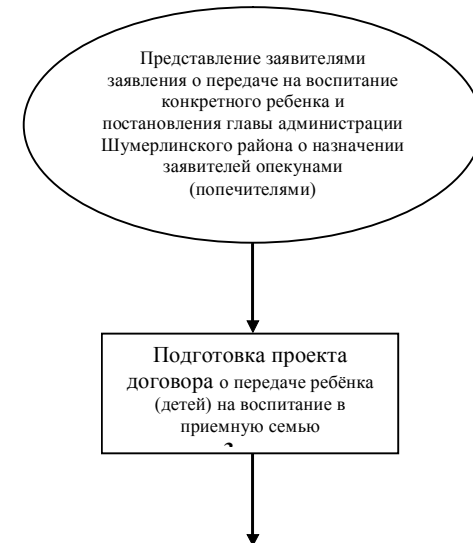 Представление заявителями
заявления о передаче на воспитание
конкретного ребенка и
постановления главы администрации
Шумерлинского района о назначении
заявителей опекунами
(попечителями)
Подготовка проекта
договора о передаче ребёнка
(детей) на воспитание в
приемную семью